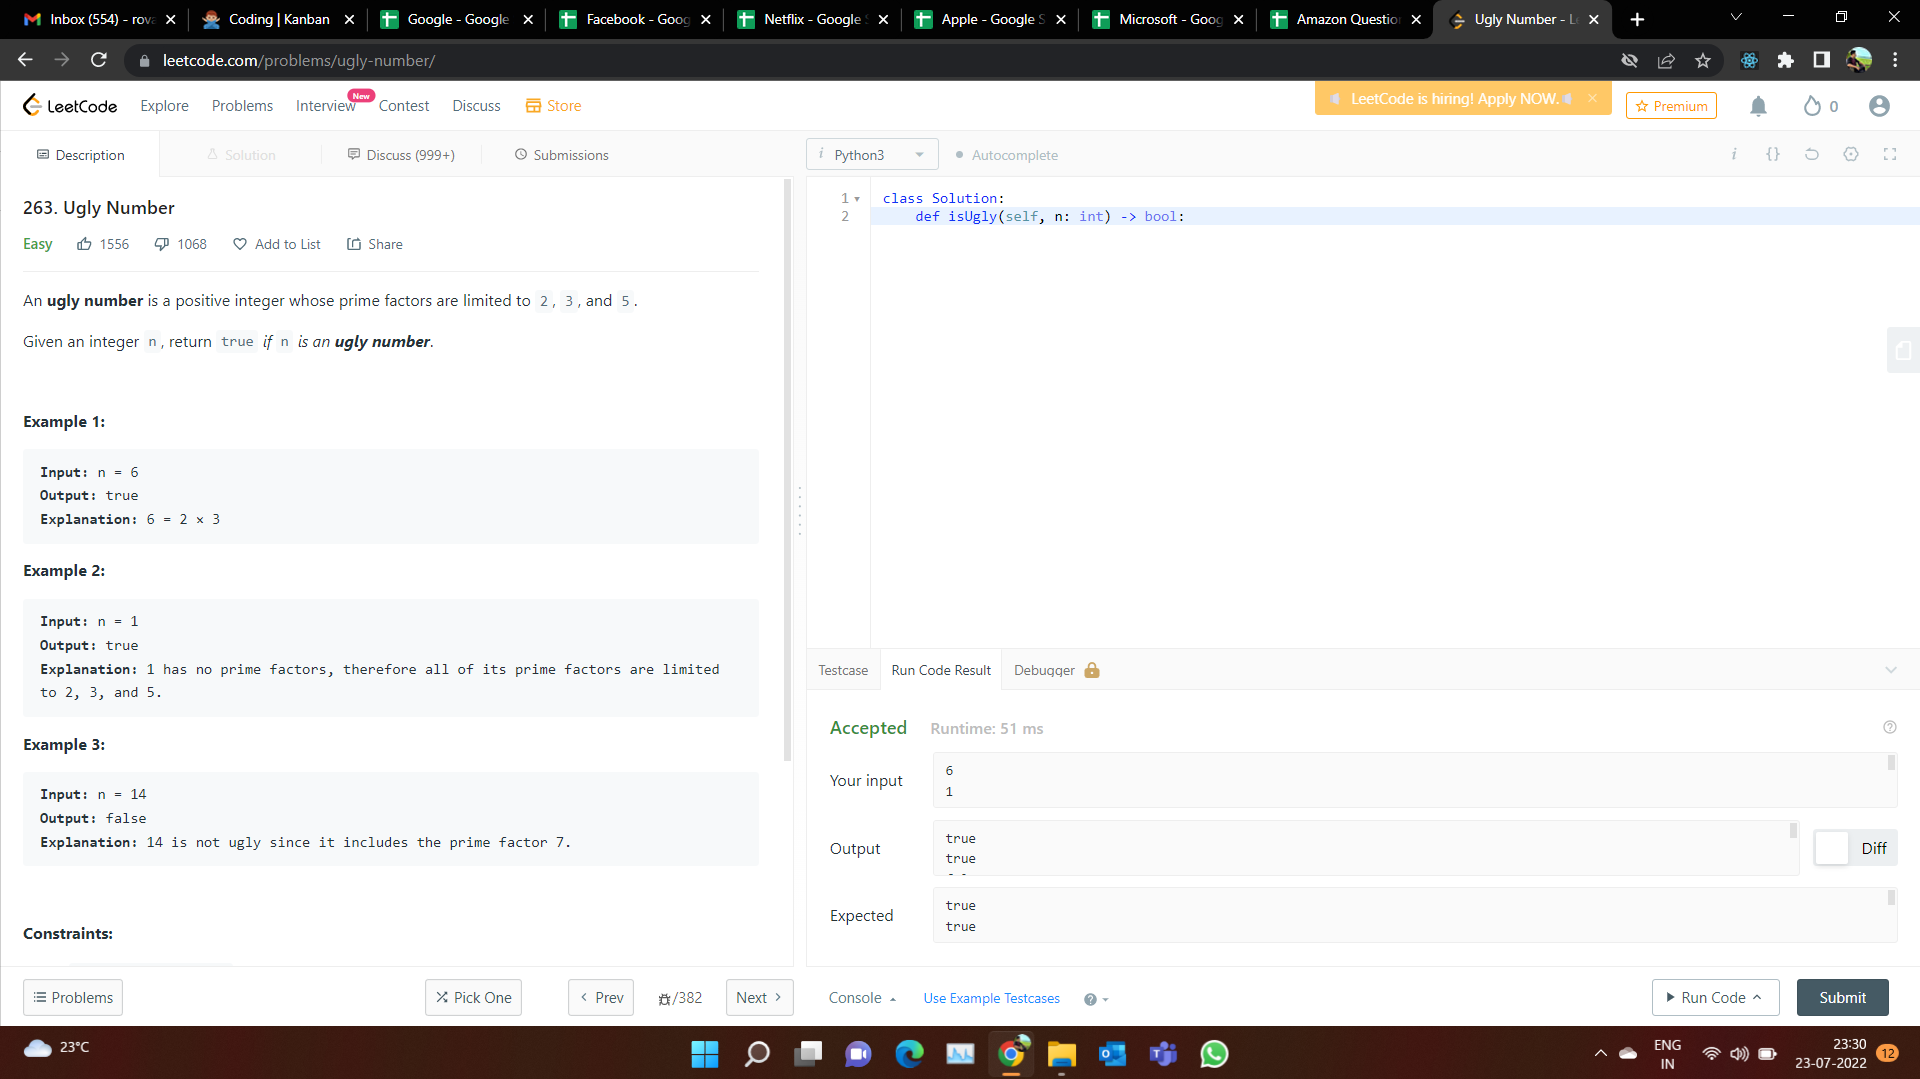 Inbox (554) - rova
Coding | Kanban
Google - Google
Facebook - Goog
Netflix - Google S
Apple - Google S
Microsoft - Goog
Amazon Question
Ugly Number - L
leetcode.com/problems/ugly-number/
LeetCode
Explore
Problems
Interview
New
Contest
Discuss
Store
LeetCode is hiring! Apply NOW.
Premium
0
Description
Solution
Discuss (999+)
Submissions
Python3
Autocomplete
263. Ugly Number
Easy
1556
1068
Add to List
Share
An ugly number is a positive integer whose prime factors are limited to 2, 3, and 5.
Given an integer n, return true if n is an ugly number.
Example 1:
Input: n = 6
Output: true
Explanation: 6 = 2 × 3
Example 2:
Input: n = 1
Output: true
Explanation: 1 has no prime factors, therefore all of its prime factors are limited
to 2, 3, and 5.
Example 3:
Input: n = 14
Output: false
Explanation: 14 is not ugly since it includes the prime factor 7.
Constraints:
Problems
Pick One
Prev
/382
Next
1 class Solution:
2 def isUgly(self, n: int) -> bool:
Testcase
Run Code Result
Debugger
Accepted
Runtime: 51 ms
Your input
6
1
Output
true
true
Diff
Expected
true
true
Console
Use Example Testcases
Run Code
Submit
23°C
ENG
IN
23:30
23-07-2022
12